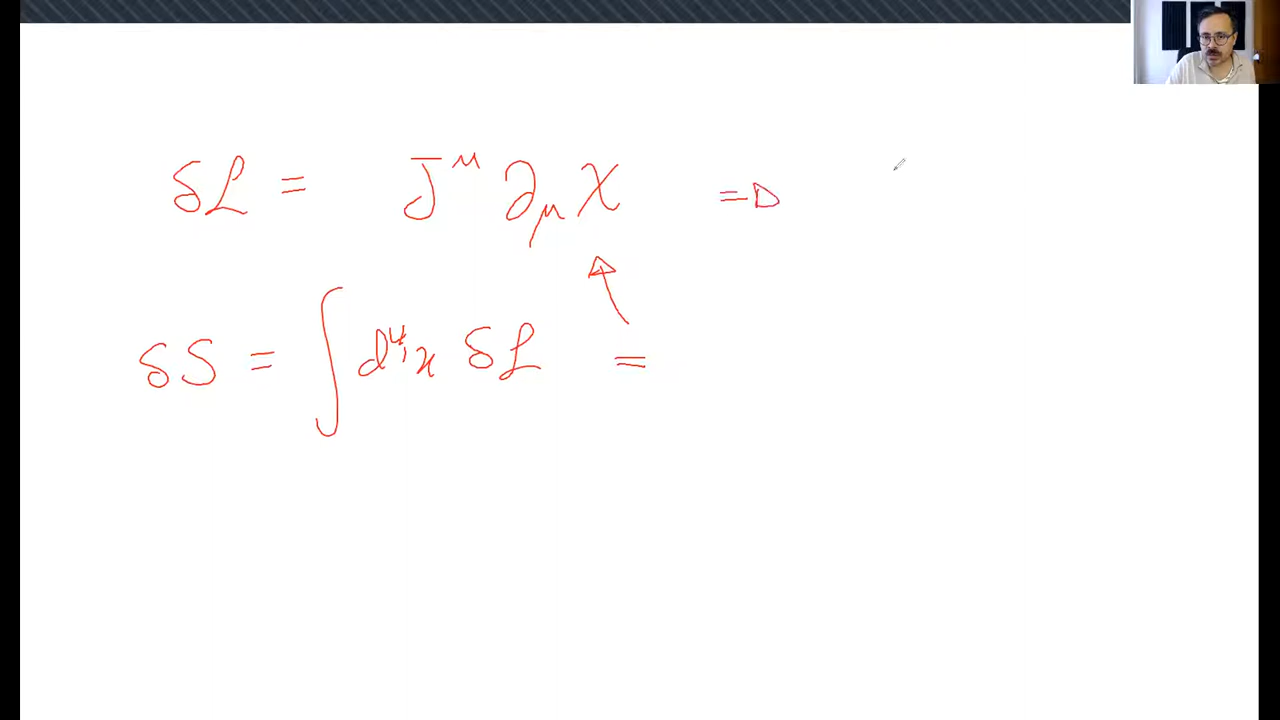 δℒ = J^μ ∂_μ χ ⇒
δS = ∫ d⁴x δℒ =